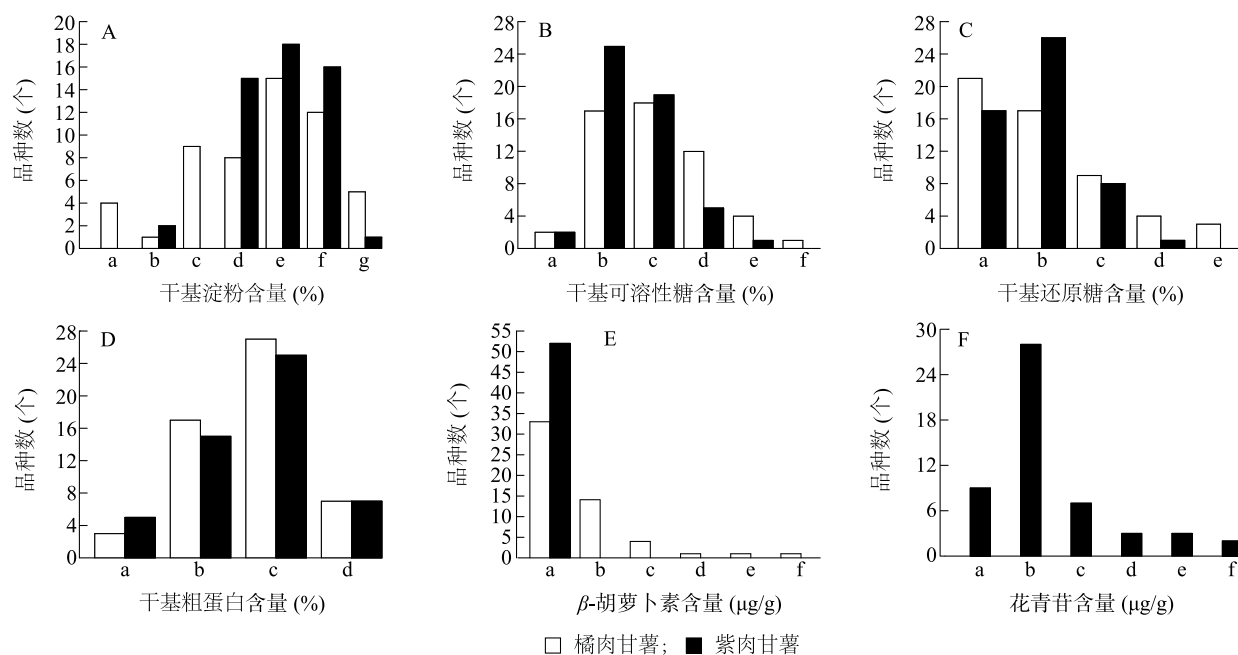 A
品种数 (个)
20
18
16
14
12
10
8
6
4
2
0
a b c d e f g
干基淀粉含量 (%)
B
品种数 (个)
28
24
20
16
12
8
4
0
a b c d e f
干基可溶性糖含量 (%)
C
品种数 (个)
28
24
20
16
12
8
4
0
a b c d e
干基还原糖含量 (%)
D
品种数 (个)
28
24
20
16
12
8
4
0
a b c d
干基粗蛋白含量 (%)
E
品种数 (个)
55
50
45
40
35
30
25
20
15
10
5
0
a b c d e f
β-胡萝卜素含量 (μg/g)
F
品种数 (个)
30
24
18
12
6
0
a b c d e f
花青苷含量 (μg/g)
橘肉甘薯; 紫肉甘薯